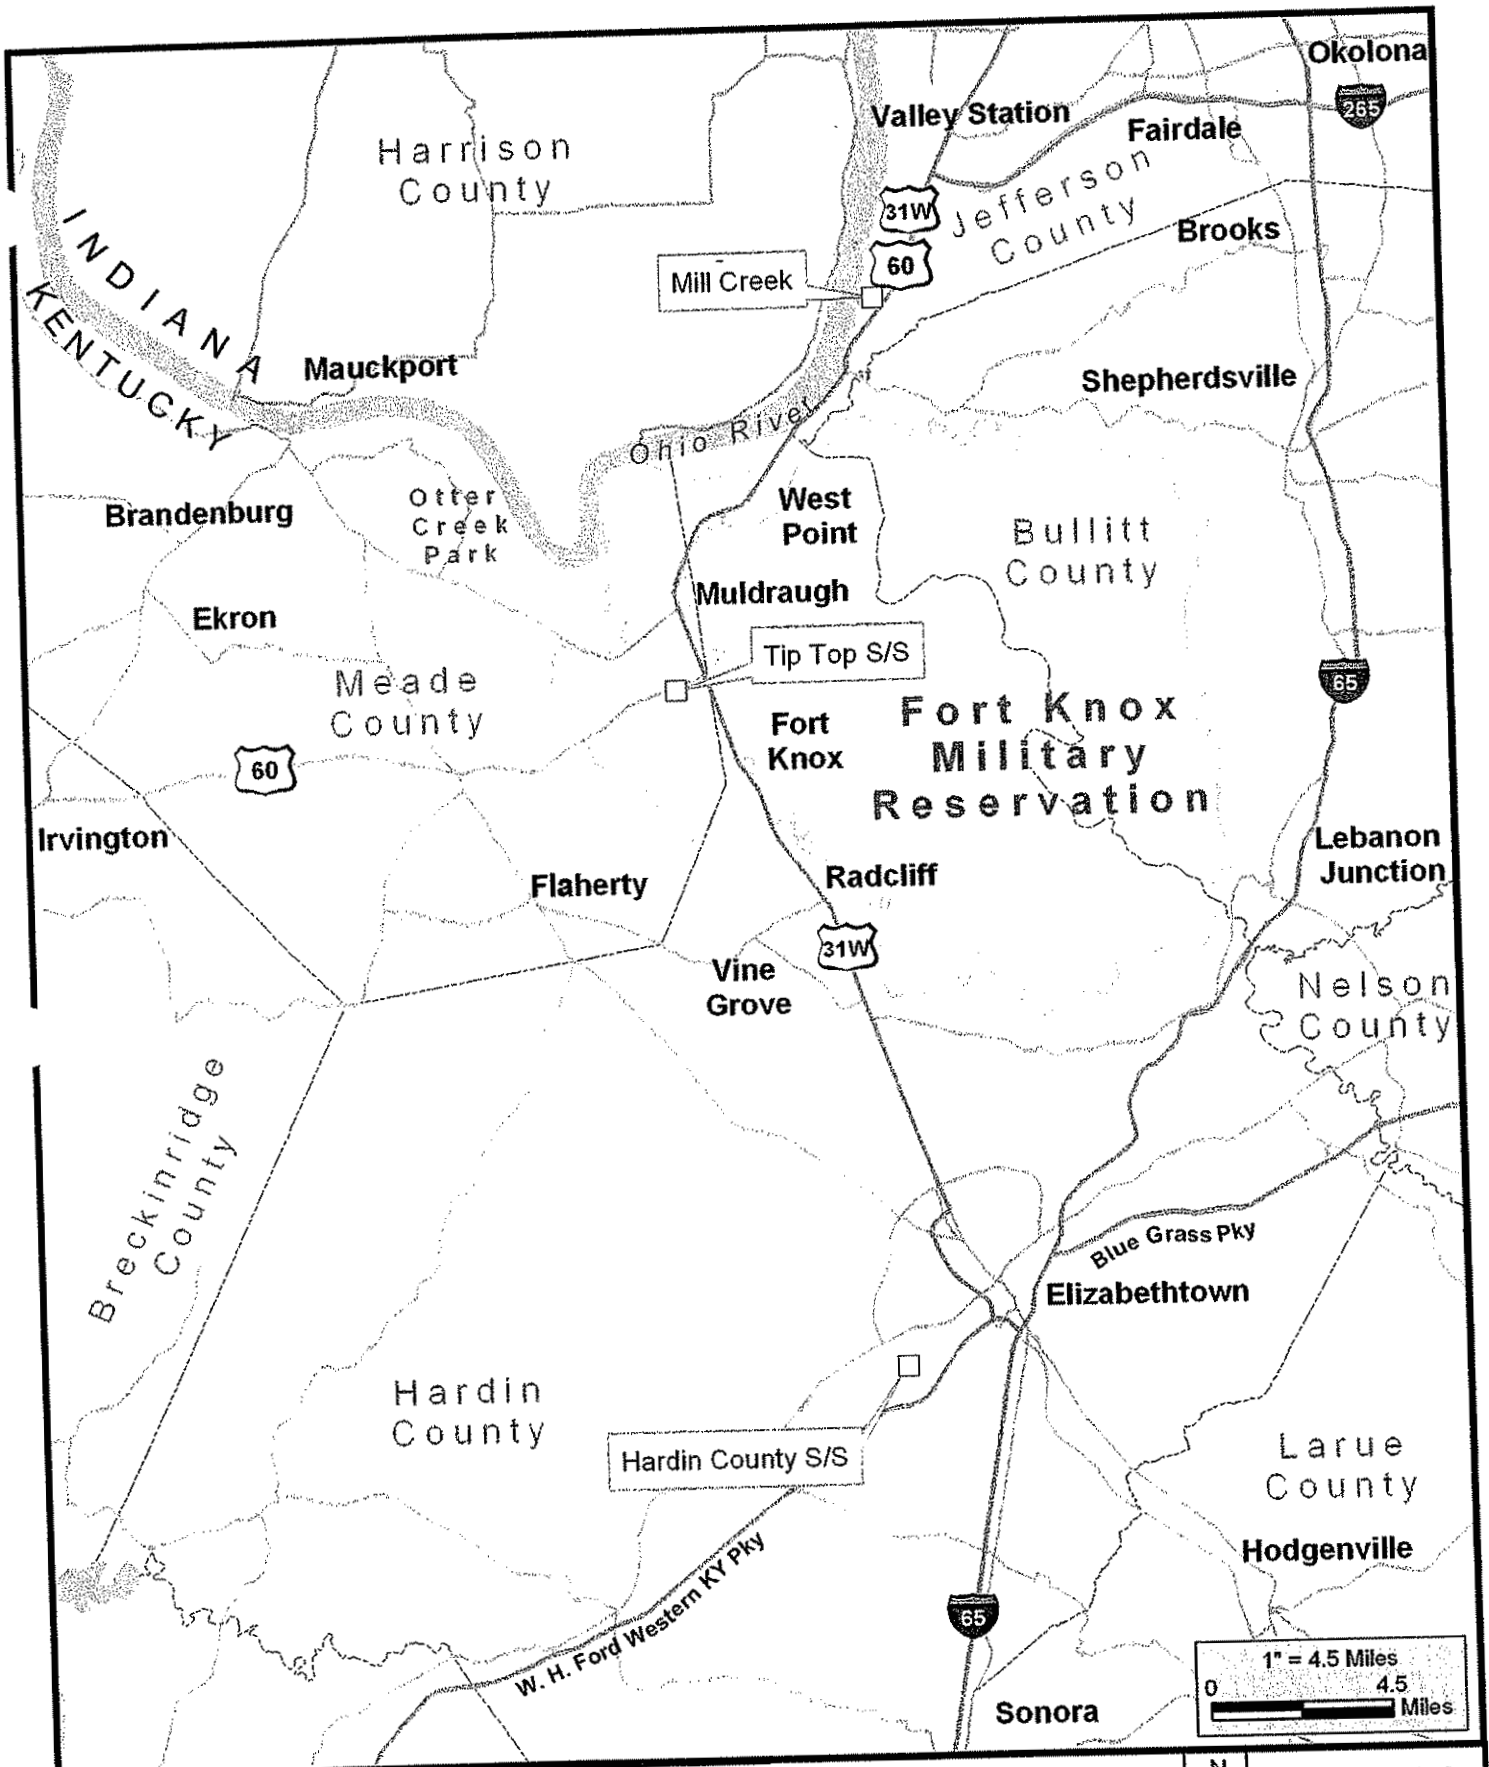 Okolona
265
Valley Station
Fairdale
Harrison
County
Jefferson
County
31W
Brooks
60
Mill Creek
INDIANA
KENTUCKY
Mauckport
Shepherdsville
Ohio River
Otter
Creek
Park
Brandenburg
West
Point
Bullitt
County
Muldraugh
Ekron
Tip Top S/S
Meade
County
65
Fort Knox
Military
Reservation
Fort
Knox
60
Irvington
Lebanon
Junction
Radcliff
Flaherty
31W
Vine
Grove
Nelson
County
Breckinridge
County
Blue Grass Pky
Elizabethtown
Hardin
County
Hardin County S/S
Larue
County
Hodgenville
W. H. Ford Western KY Pky
65
1" = 4.5 Miles
0 4.5
Miles
Sonora
N